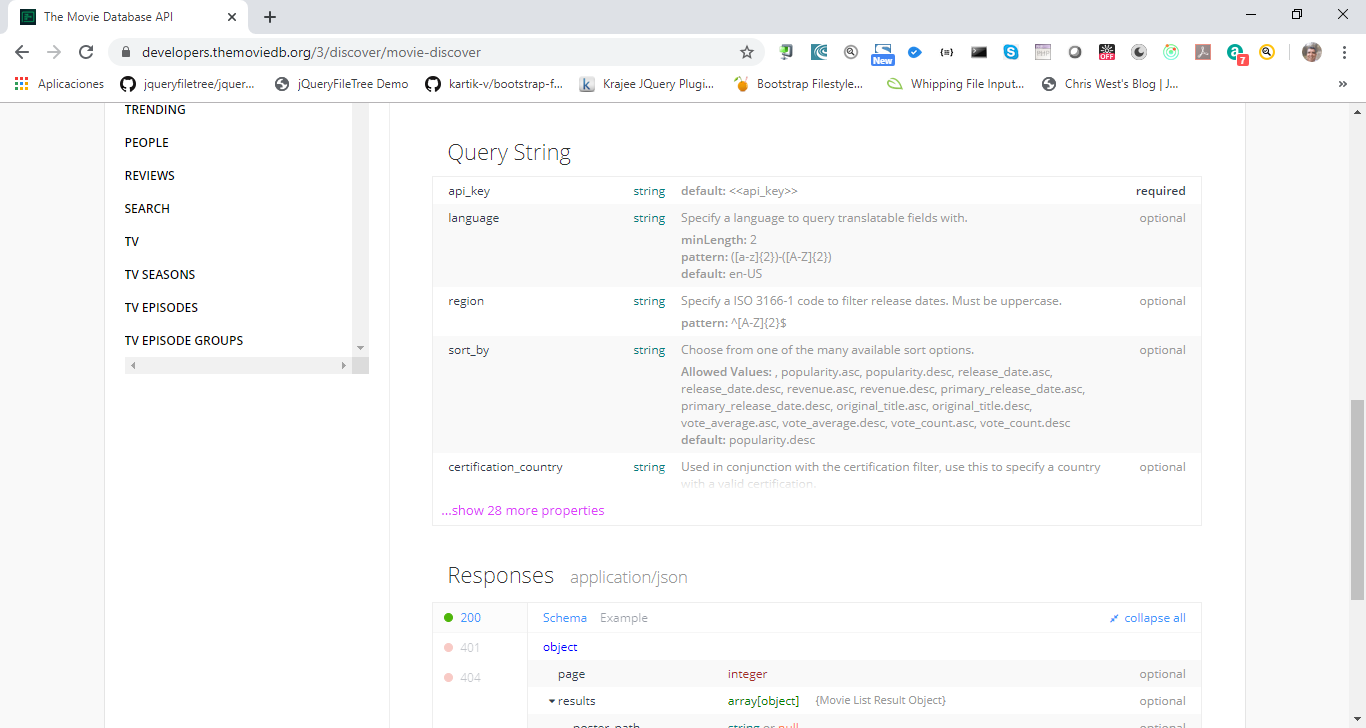 The Movie Database API
developers.themoviedb.org/3/discover/movie-discover
New
{≡}
PHP
OFF
a
7
Aplicaciones
jqueryfiletree/jquer...
jQueryFileTree Demo
kartik-v/bootstrap-f...
k
Krajee JQuery Plugi...
Bootstrap Filestyle...
Whipping File Input...
Chris West's Blog | J...
»
TRENDING
PEOPLE
REVIEWS
SEARCH
TV
TV SEASONS
TV EPISODES
TV EPISODE GROUPS
Query String
api_key string default: <<api_key>> required
language string Specify a language to query translatable fields with. optional
minLength: 2
pattern: ([a-z]{2})-([A-Z]{2})
default: en-US
region string Specify a ISO 3166-1 code to filter release dates. Must be uppercase. optional
pattern: ^[A-Z]{2}$
sort_by string Choose from one of the many available sort options. optional
Allowed Values: , popularity.asc, popularity.desc, release_date.asc,
release_date.desc, revenue.asc, revenue.desc, primary_release_date.asc,
primary_release_date.desc, original_title.asc, original_title.desc,
vote_average.asc, vote_average.desc, vote_count.asc, vote_count.desc
default: popularity.desc
certification_country string Used in conjunction with the certification filter, use this to specify a country optional
with a valid certification.
...show 28 more properties
Responses application/json
200 Schema Example collapse all
401 object
page integer optional
404
results array[object] {Movie List Result Object} optional
poster_path string or null optional